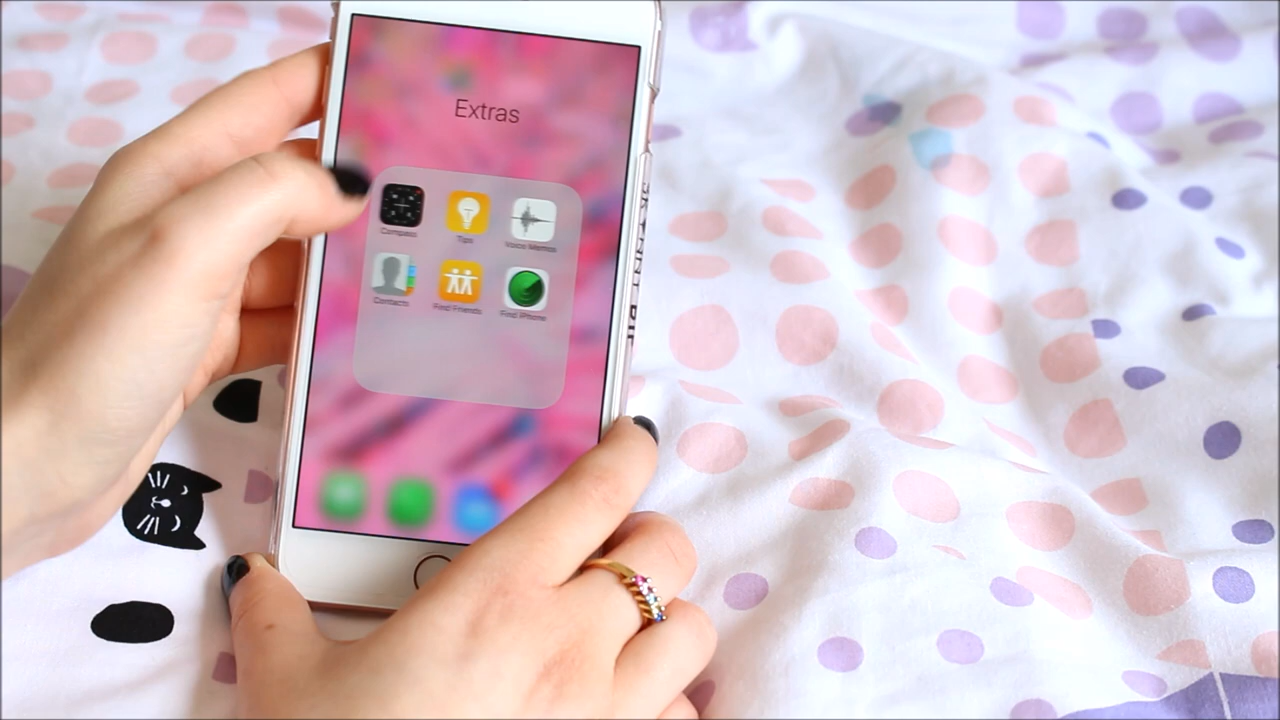 Extras
Compass
Tips
Voice Memos
Contacts
Find Friends
Find iPhone